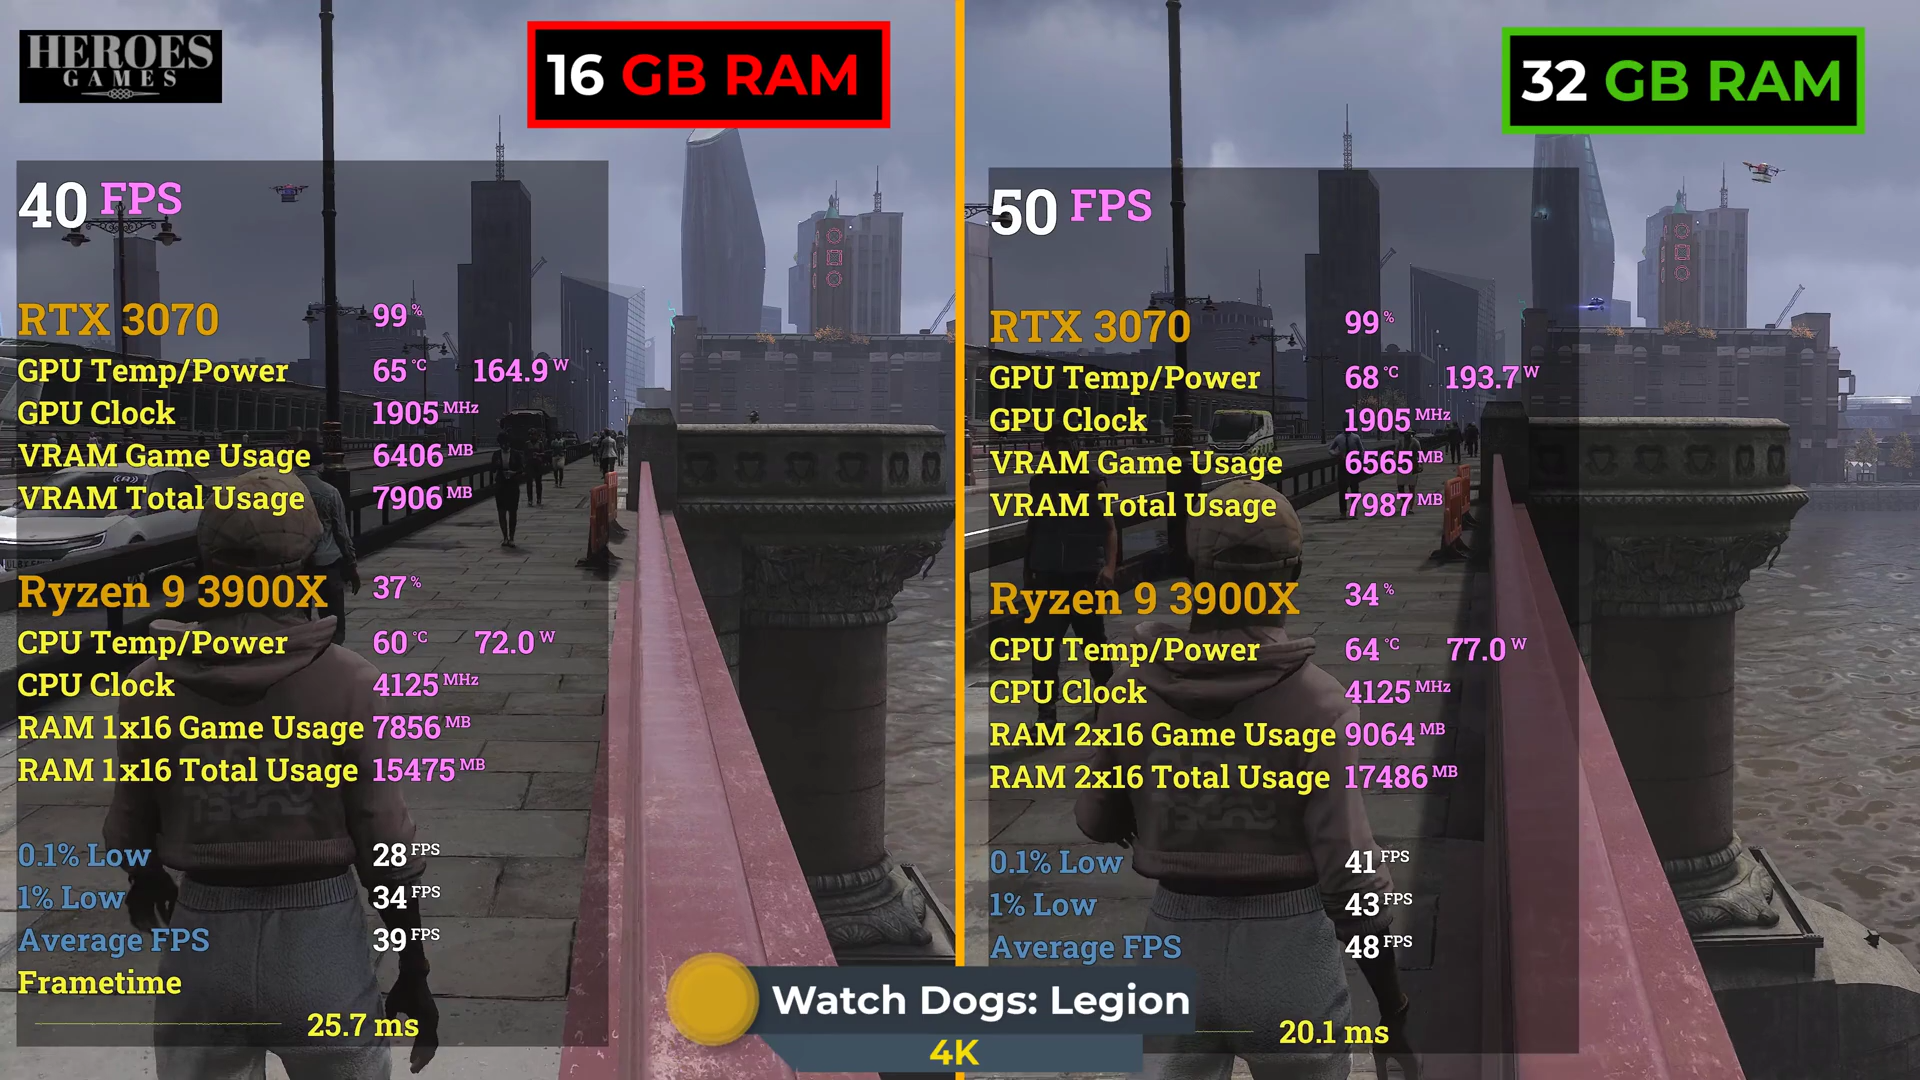 HEROES
GAMES
16 GB RAM
40 FPS
RTX 3070 99 %
GPU Temp/Power 65 °C 164.9 W
GPU Clock 1905 MHz
VRAM Game Usage 6406 MB
VRAM Total Usage 7906 MB
Ryzen 9 3900X 37 %
CPU Temp/Power 60 °C 72.0 W
CPU Clock 4125 MHz
RAM 1x16 Game Usage 7856 MB
RAM 1x16 Total Usage 15475 MB
0.1% Low 28 FPS
1% Low 34 FPS
Average FPS 39 FPS
Frametime
25.7 ms
32 GB RAM
50 FPS
RTX 3070 99 %
GPU Temp/Power 68 °C 193.7 W
GPU Clock 1905 MHz
VRAM Game Usage 6565 MB
VRAM Total Usage 7987 MB
Ryzen 9 3900X 34 %
CPU Temp/Power 64 °C 77.0 W
CPU Clock 4125 MHz
RAM 2x16 Game Usage 9064 MB
RAM 2x16 Total Usage 17486 MB
0.1% Low 41 FPS
1% Low 43 FPS
Average FPS 48 FPS
20.1 ms
Watch Dogs: Legion
4K